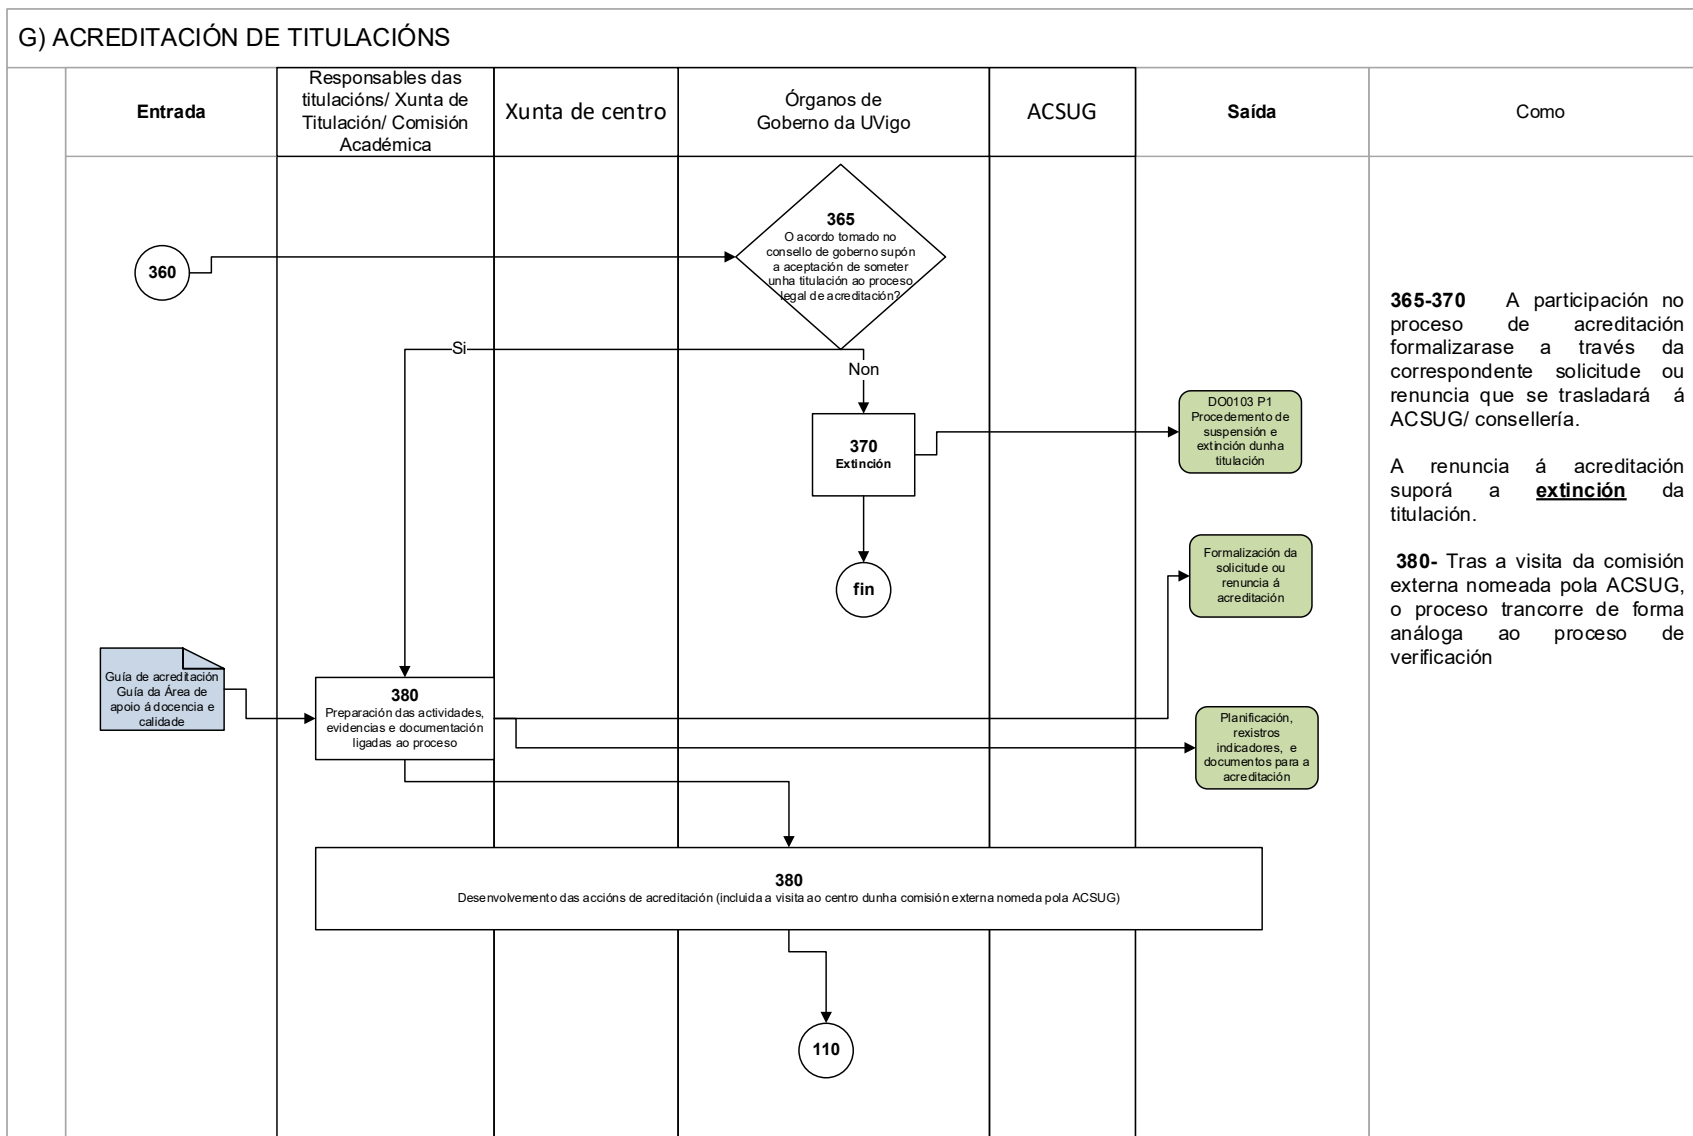 G) ACREDITACIÓN DE TITULACIÓNS
Entrada
Responsables das
titulacións/ Xunta de
Titulación/ Comisión
Académica
Xunta de centro
Órganos de
Goberno da UVigo
ACSUG
Saída
Como
360
365
O acordo tomado no
consello de goberno supón
a aceptación de someter
unha titulación ao proceso
legal de acreditación?
Si
Non
370
Extinción
DO0103 P1
Procedemento de
suspensión e
extinción dunha
titulación
fin
Formalización da
solicitude ou
renuncia á
acreditación
Guía de acreditación
Guía da Área de
apoio á docencia e
calidade
380
Preparación das actividades,
evidencias e documentación
ligadas ao proceso
Planificación,
rexistros
indicadores, e
documentos para a
acreditación
380
Desenvolvemento das accións de acreditación (incluida a visita ao centro dunha comisión externa nomeda pola ACSUG)
110
365-370 A participación no
proceso de acreditación
formalizarase a través da
correspondente solicitude ou
renuncia que se trasladará á
ACSUG/ consellería.
A renuncia á acreditación
suporá a extinción da
titulación.
380- Tras a visita da comisión
externa nomeada pola ACSUG,
o proceso trancorre de forma
análoga ao proceso de
verificación